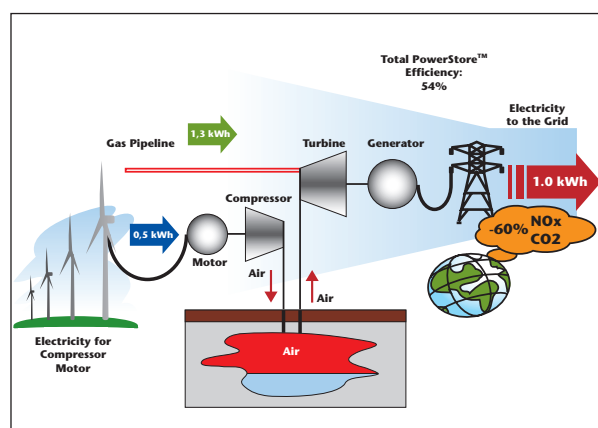 Total PowerStore™
Efficiency:
54%
Electricity
to the Grid
1,3 kWh
Gas Pipeline
Turbine
Generator
1.0 kWh
Compressor
0,5 kWh
Motor
-60% NOx
CO2
Air
Air
Electricity for
Compressor
Motor
Air